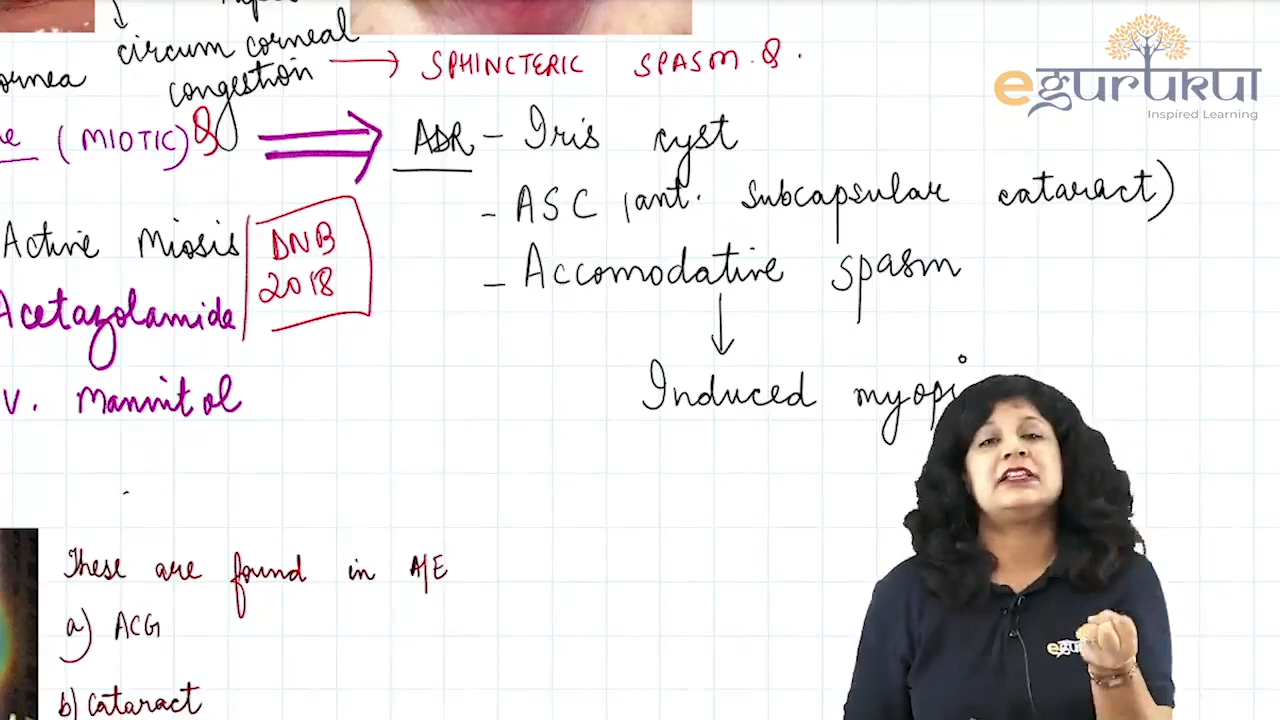 circum corneal
congestion → SPHINCTERIC SPASM.
egurukul
Inspired Learning
(MIOTIC) ⇒ ADR - Iris cyst
- ASC (ant. subcapsular cataract)
Active Miosis
DNB
2018
- Accomodative spasm
Acetazolamide
↓
V. Mannitol
Induced
These are found in A/E
a) ACG
b) Cataract